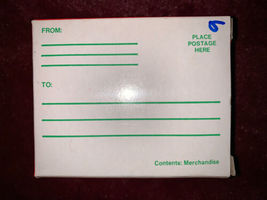 FROM:
PLACE
POSTAGE
HERE
TO:
Contents: Merchandise